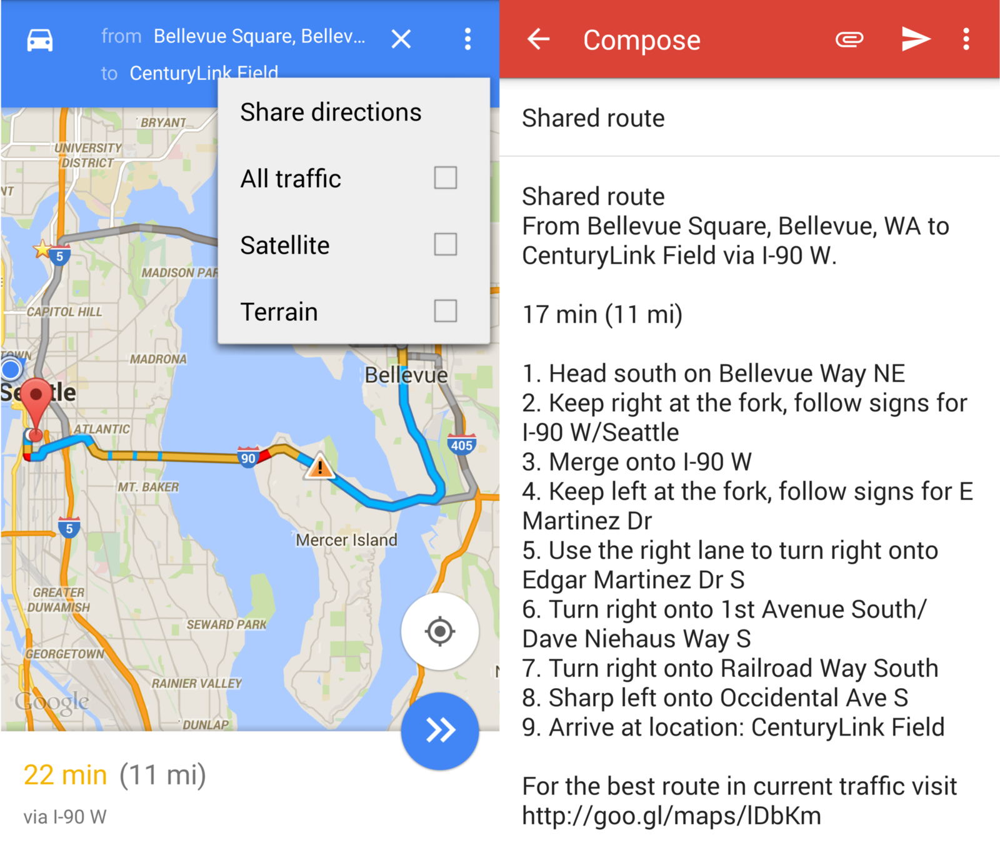 from Bellevue Square, Bellev...
to CenturyLink Field
Share directions
All traffic
Satellite
Terrain
BRYANT
UNIVERSITY
DISTRICT
NT
5
MADISON PAR
CAPITOL HILL
TOWN
MADRONA
Bellevue
Seattle
ATLANTIC
405
90
MT. BAKER
5
Mercer Island
GREATER
DUWAMISH
SEWARD PARK
GEORGETOWN
RAINIER VALLEY
Google
DUNLAP
22 min (11 mi)
via I-90 W
Compose
Shared route
Shared route
From Bellevue Square, Bellevue, WA to
CenturyLink Field via I-90 W.
17 min (11 mi)
1. Head south on Bellevue Way NE
2. Keep right at the fork, follow signs for
I-90 W/Seattle
3. Merge onto I-90 W
4. Keep left at the fork, follow signs for E
Martinez Dr
5. Use the right lane to turn right onto
Edgar Martinez Dr S
6. Turn right onto 1st Avenue South/
Dave Niehaus Way S
7. Turn right onto Railroad Way South
8. Sharp left onto Occidental Ave S
9. Arrive at location: CenturyLink Field
For the best route in current traffic visit
http://goo.gl/maps/lDbKm